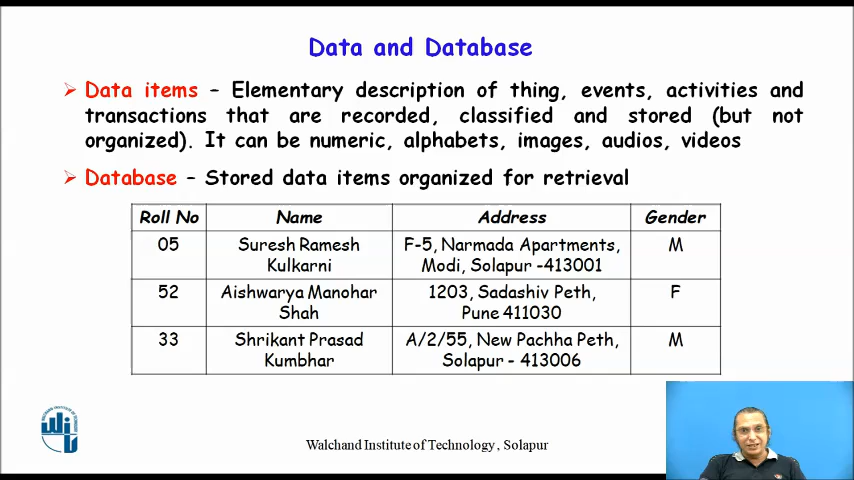 Data and Database
Data items – Elementary description of thing, events, activities and
transactions that are recorded, classified and stored (but not
organized). It can be numeric, alphabets, images, audios, videos
Database – Stored data items organized for retrieval
Roll No Name Address Gender
05 Suresh Ramesh Kulkarni F-5, Narmada Apartments, Modi, Solapur -413001 M
52 Aishwarya Manohar Shah 1203, Sadashiv Peth, Pune 411030 F
33 Shrikant Prasad Kumbhar A/2/55, New Pachha Peth, Solapur - 413006 M
Walchand Institute of Technology, Solapur